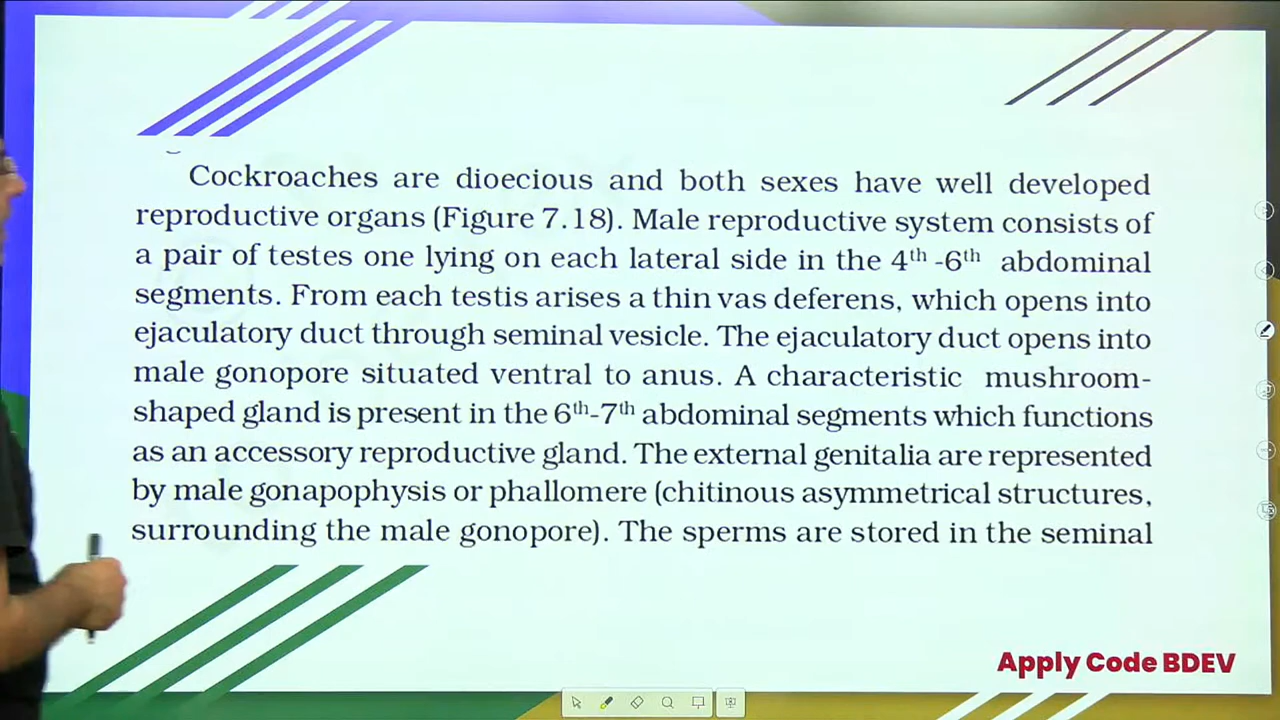 Cockroaches are dioecious and both sexes have well developed
reproductive organs (Figure 7.18). Male reproductive system consists of
a pair of testes one lying on each lateral side in the 4th -6th abdominal
segments. From each testis arises a thin vas deferens, which opens into
ejaculatory duct through seminal vesicle. The ejaculatory duct opens into
male gonopore situated ventral to anus. A characteristic mushroom-
shaped gland is present in the 6th-7th abdominal segments which functions
as an accessory reproductive gland. The external genitalia are represented
by male gonapophysis or phallomere (chitinous asymmetrical structures,
surrounding the male gonopore). The sperms are stored in the seminal
Apply Code BDEV